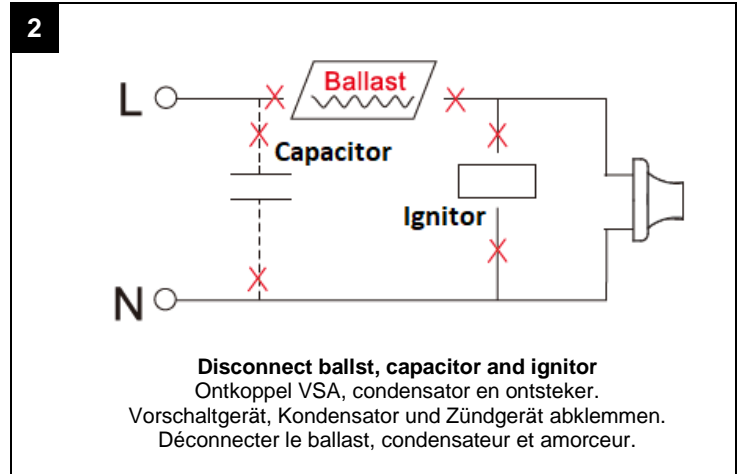 2
Ballast
L
Capacitor
Ignitor
N
Disconnect ballst, capacitor and ignitor
Ontkoppel VSA, condensator en ontsteker.
Vorschaltgerät, Kondensator und Zündgerät abklemmen.
Déconnecter le ballast, condensateur et amorceur.